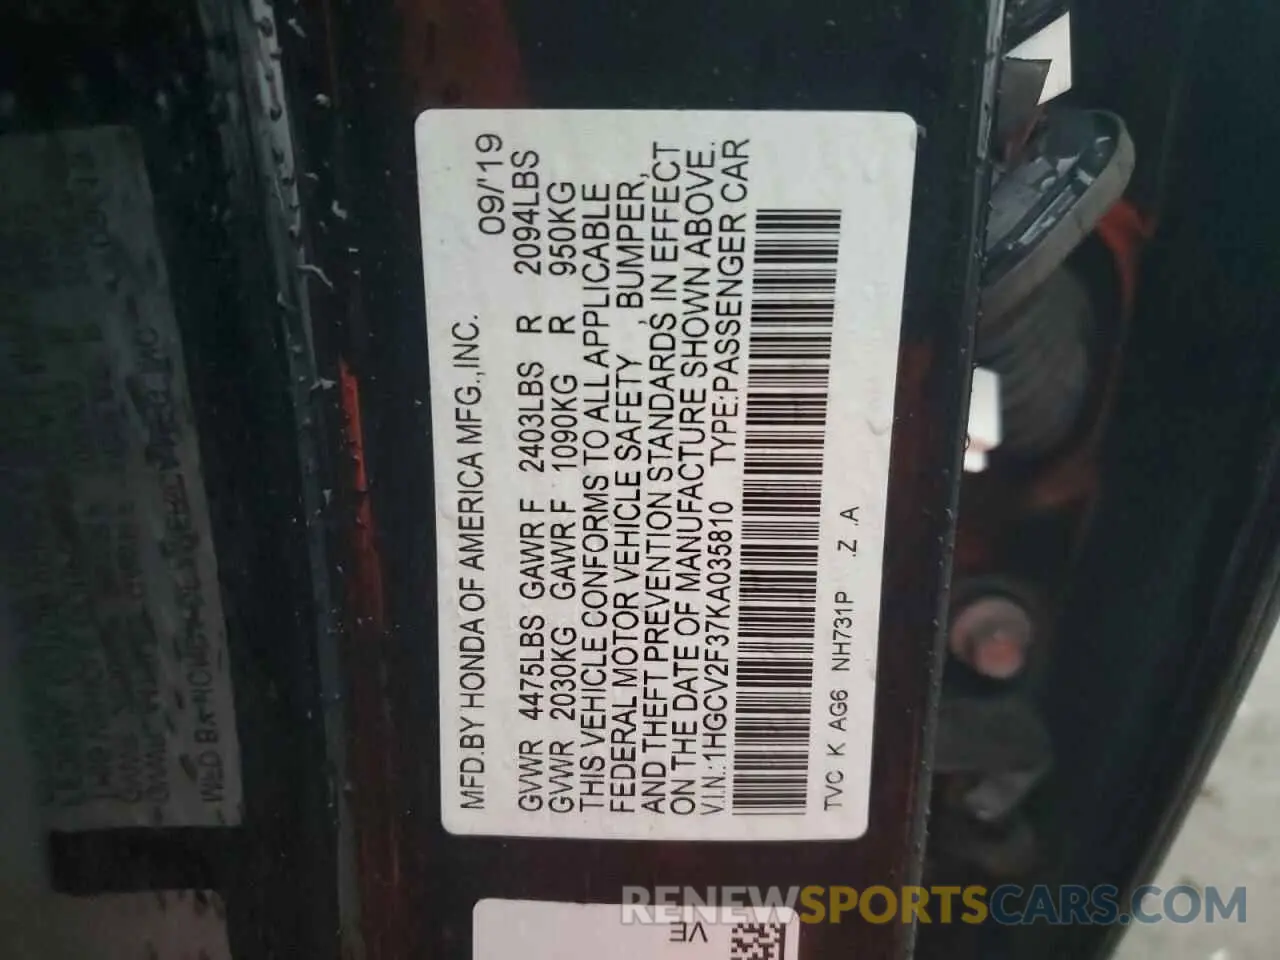 MFD.BY HONDA OF AMERICA MFG.,INC. 09/'19
GVWR 4475LBS GAWR F 2403LBS R 2094LBS
GVWR 2030KG GAWR F 1090KG R 950KG
THIS VEHICLE CONFORMS TO ALL APPLICABLE
FEDERAL MOTOR VEHICLE SAFETY, BUMPER,
AND THEFT PREVENTION STANDARDS IN EFFECT
ON THE DATE OF MANUFACTURE SHOWN ABOVE.
V.I.N.:1HGCV2F37KA035810 TYPE:PASSENGER CAR
TVC K AG6 NH731P .Z .A
VE
RENEWSPORTSCARS.COM